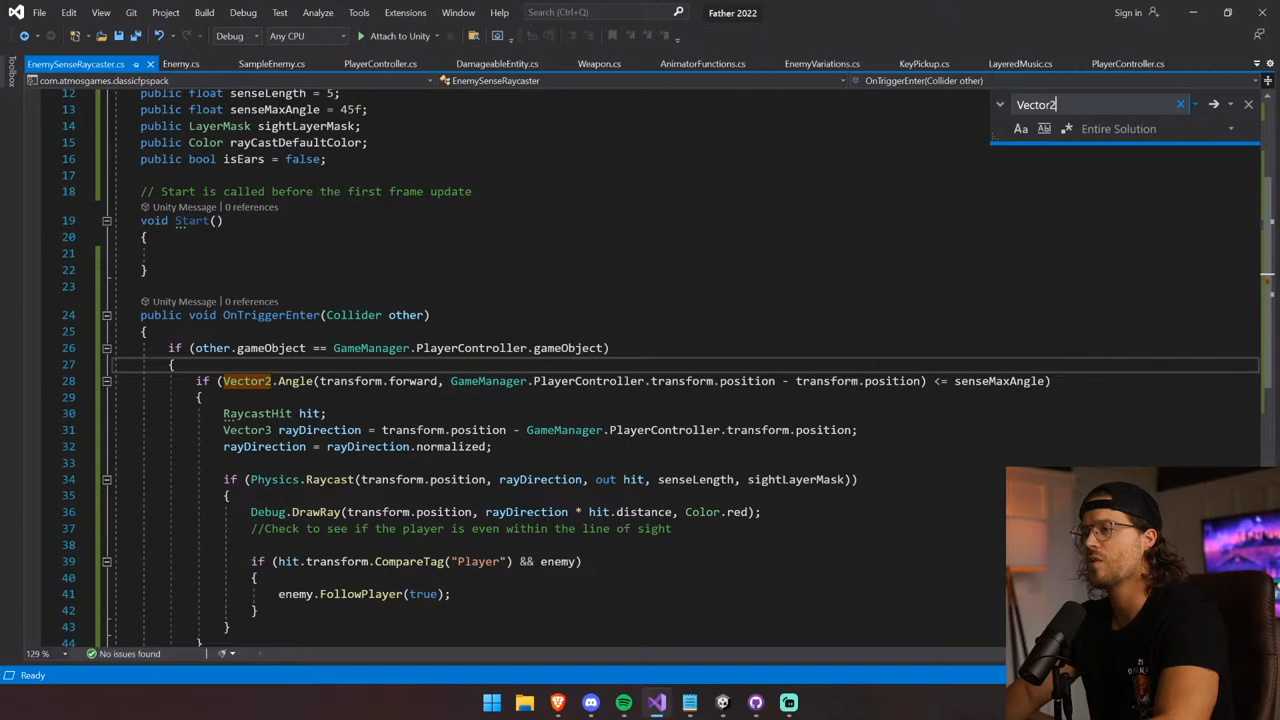 File Edit View Git Project Build Debug Test Analyze Tools Extensions Window Help Search (Ctrl+Q) Father 2022 Sign in
Debug Any CPU Attach to Unity
EnemySenseRaycaster.cs Enemy.cs SampleEnemy.cs PlayerController.cs DamageableEntity.cs Weapon.cs AnimatorFunctions.cs EnemyVariations.cs KeyPickup.cs LayeredMusic.cs PlayerController.cs
Toolbox
com.atmosgames.classicfpspack EnemySenseRaycaster OnTriggerEnter(Collider other)
Vector2
Aa Ab Entire Solution
12 public float senseLength = 5;
13 public float senseMaxAngle = 45f;
14 public LayerMask sightLayerMask;
15 public Color rayCastDefaultColor;
16 public bool isEars = false;
17
18 // Start is called before the first frame update
Unity Message | 0 references
19 void Start()
20 {
21
22 }
23
Unity Message | 0 references
24 public void OnTriggerEnter(Collider other)
25 {
26 if (other.gameObject == GameManager.PlayerController.gameObject)
27 {
28 if (Vector2.Angle(transform.forward, GameManager.PlayerController.transform.position - transform.position) <= senseMaxAngle)
29 {
30 RaycastHit hit;
31 Vector3 rayDirection = transform.position - GameManager.PlayerController.transform.position;
32 rayDirection = rayDirection.normalized;
33
34 if (Physics.Raycast(transform.position, rayDirection, out hit, senseLength, sightLayerMask))
35 {
36 Debug.DrawRay(transform.position, rayDirection * hit.distance, Color.red);
37 //Check to see if the player is even within the line of sight
38
39 if (hit.transform.CompareTag("Player") && enemy)
40 {
41 enemy.FollowPlayer(true);
42 }
43 }
44 }
129 % No issues found
Ready